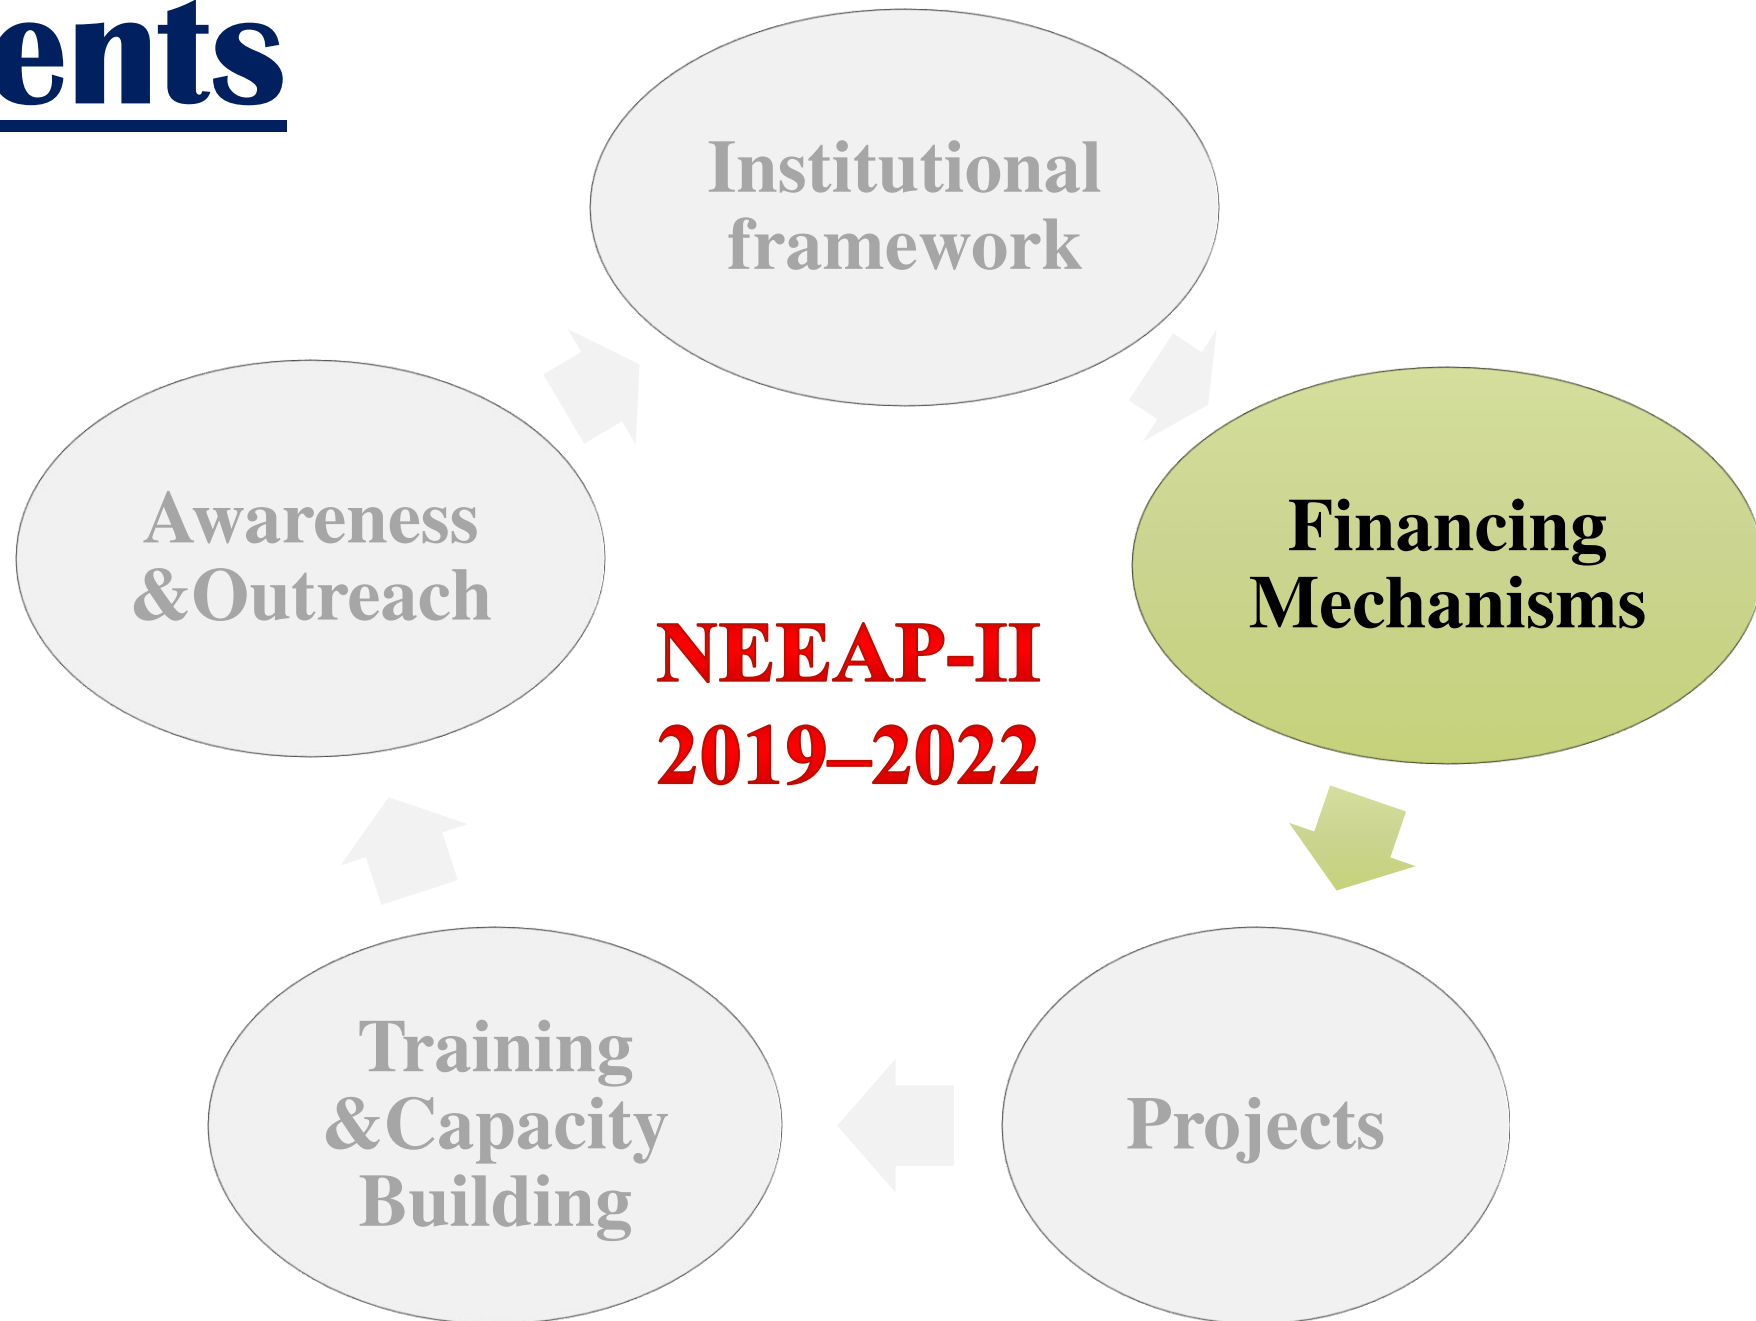 ents
Institutional
framework
Financing
Mechanisms
Projects
Training
&Capacity
Building
Awareness
&Outreach
NEEAP-II
2019–2022